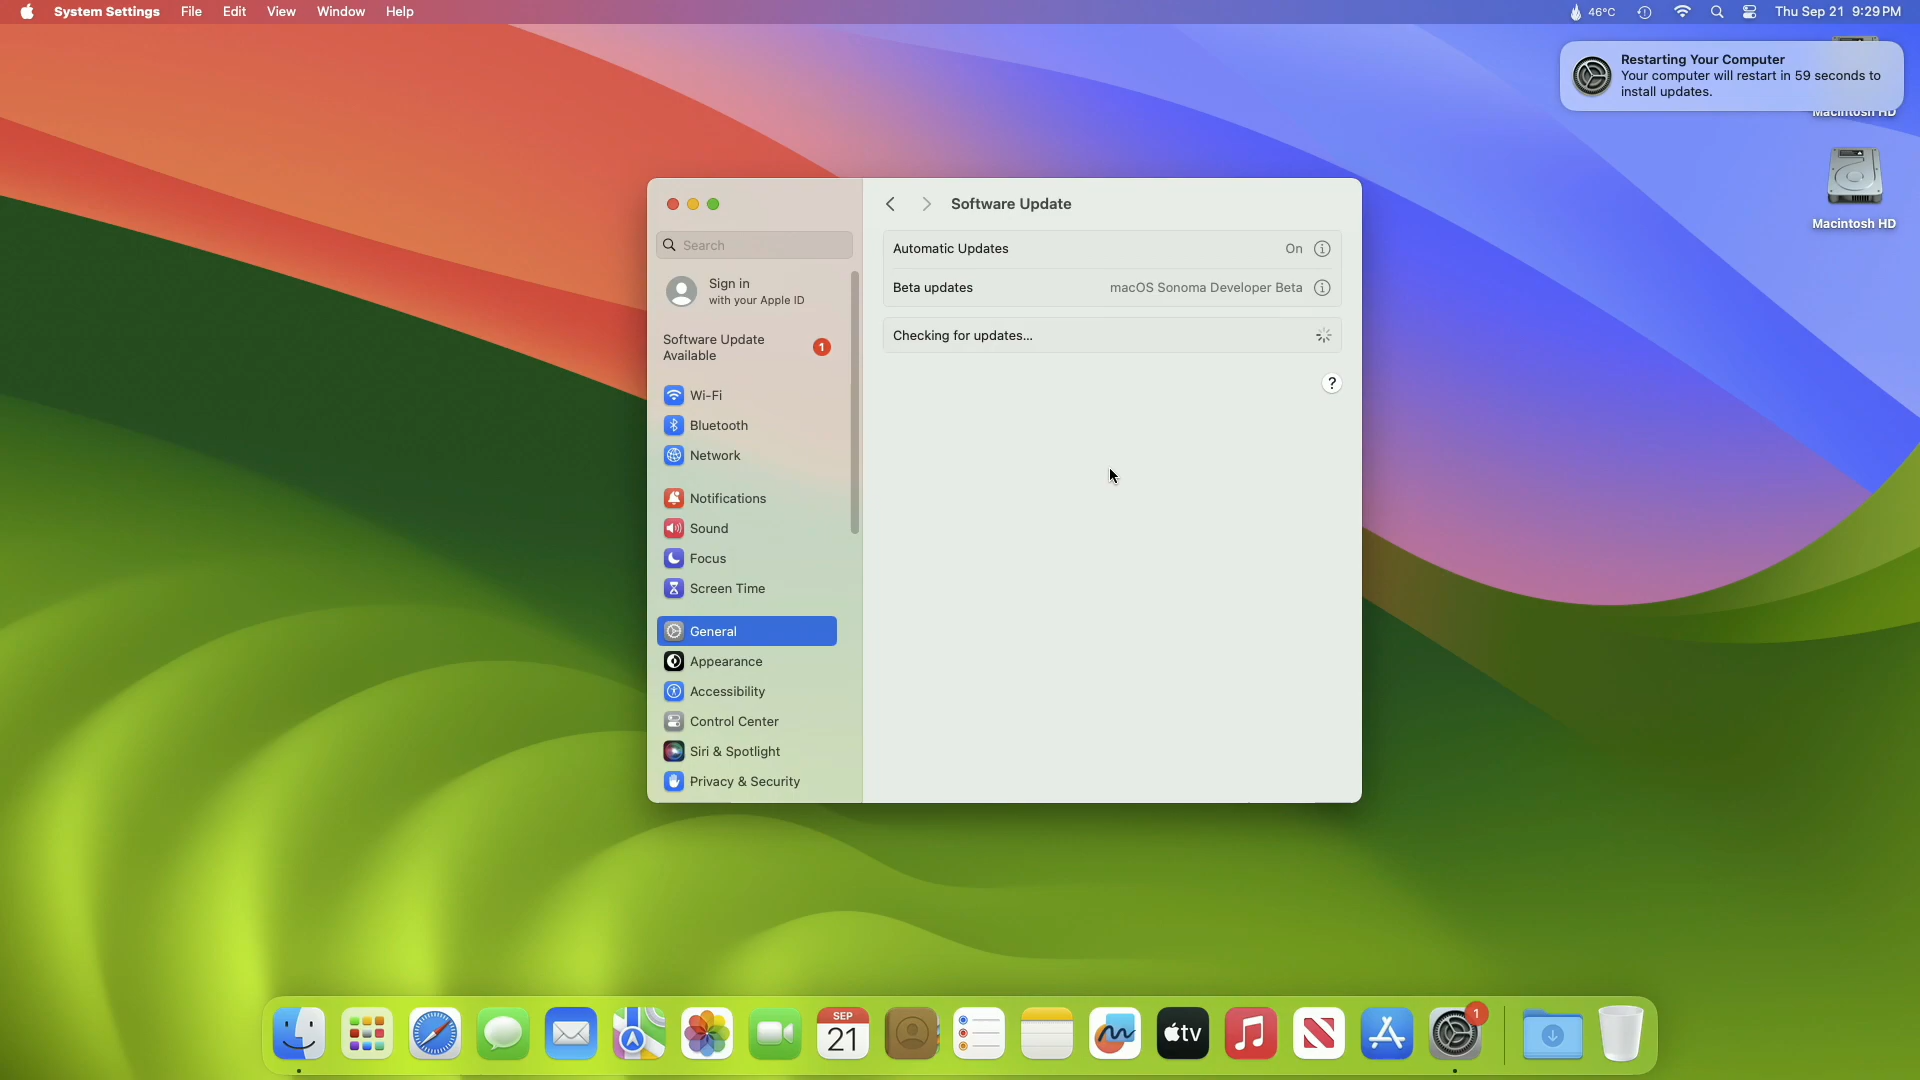 System Settings File Edit View Window Help 46°C Thu Sep 21 9:29 PM
Restarting Your Computer
Your computer will restart in 59 seconds to
install updates.
Macintosh HD
Macintosh HD
Software Update
Search
Automatic Updates On
Beta updates macOS Sonoma Developer Beta
Checking for updates...
?
Sign in
with your Apple ID
Software Update
Available
1
Wi-Fi
Bluetooth
Network
Notifications
Sound
Focus
Screen Time
General
Appearance
Accessibility
Control Center
Siri & Spotlight
Privacy & Security
SEP
21
tv
1